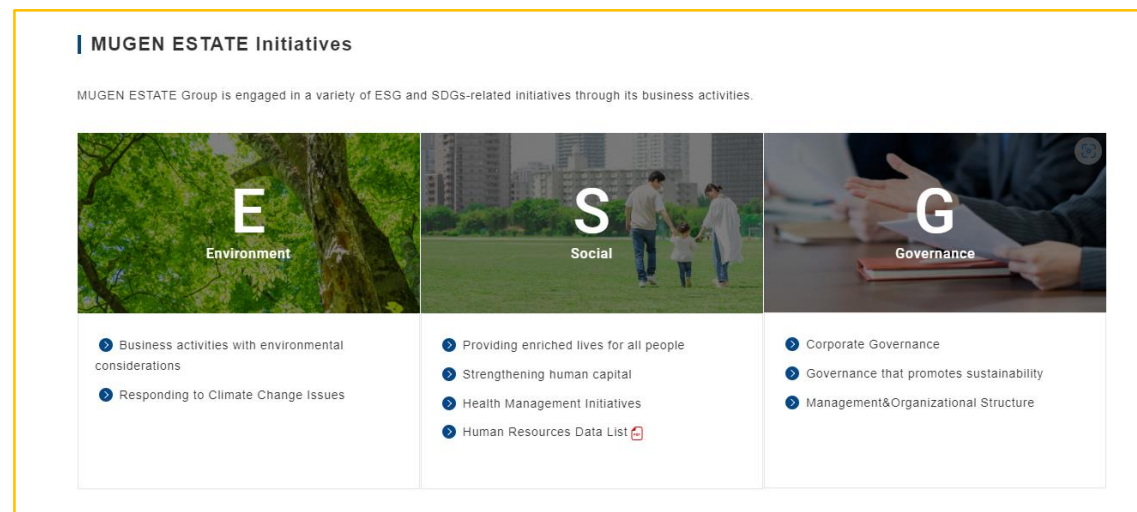 MUGEN ESTATE Initiatives
MUGEN ESTATE Group is engaged in a variety of ESG and SDGs-related initiatives through its business activities.
E
Environment
Business activities with environmental
considerations
Responding to Climate Change Issues
S
Social
Providing enriched lives for all people
Strengthening human capital
Health Management Initiatives
Human Resources Data List
G
Governance
Corporate Governance
Governance that promotes sustainability
Management&Organizational Structure